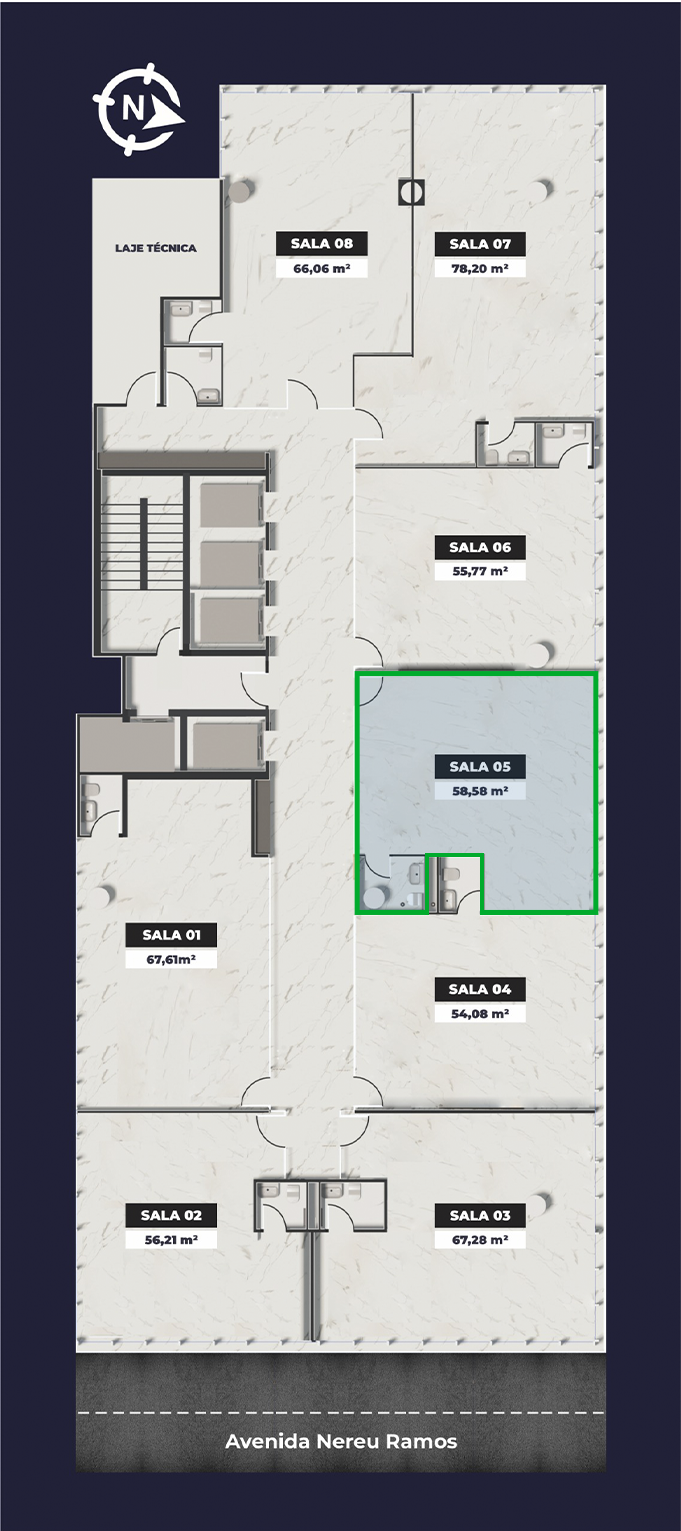 N
LAJE TÉCNICA
SALA 08
66,06 m²
SALA 07
78,20 m²
SALA 06
55,77 m²
SALA 05
58,58 m²
SALA 01
67,61m²
SALA 04
54,08 m²
SALA 02
56,21 m²
SALA 03
67,28 m²
Avenida Nereu Ramos